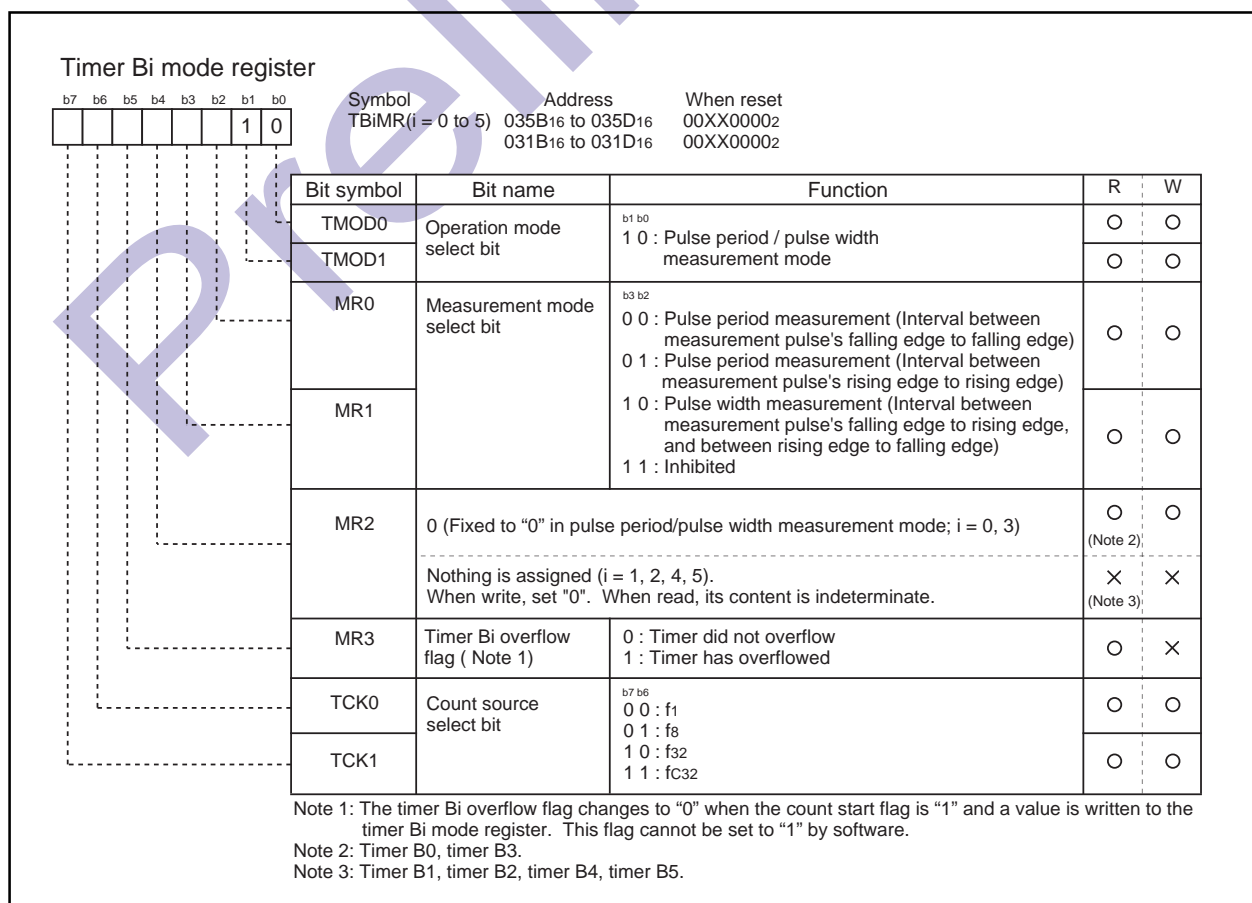 Timer Bi mode register
b7 b6 b5 b4 b3 b2 b1 b0
1 0
Symbol Address When reset
TBiMR(i = 0 to 5) 035B16 to 035D16 00XX00002
031B16 to 031D16 00XX00002
Bit symbol Bit name Function R W
TMOD0 Operation mode
select bit
b1 b0
1 0 : Pulse period / pulse width
measurement mode
TMOD1
MR0 Measurement mode
select bit
b3 b2
0 0 : Pulse period measurement (Interval between
measurement pulse's falling edge to falling edge)
0 1 : Pulse period measurement (Interval between
measurement pulse's rising edge to rising edge)
MR1
1 0 : Pulse width measurement (Interval between
measurement pulse's falling edge to rising edge,
and between rising edge to falling edge)
1 1 : Inhibited
MR2 0 (Fixed to “0” in pulse period/pulse width measurement mode; i = 0, 3)
(Note 2)
Nothing is assigned (i = 1, 2, 4, 5).
When write, set "0". When read, its content is indeterminate.
(Note 3)
MR3 Timer Bi overflow
flag ( Note 1)
0 : Timer did not overflow
1 : Timer has overflowed
TCK0 Count source
select bit
b7 b6
0 0 : f1
0 1 : f8
TCK1
1 0 : f32
1 1 : fC32
Note 1: The timer Bi overflow flag changes to “0” when the count start flag is “1” and a value is written to the
timer Bi mode register. This flag cannot be set to “1” by software.
Note 2: Timer B0, timer B3.
Note 3: Timer B1, timer B2, timer B4, timer B5.